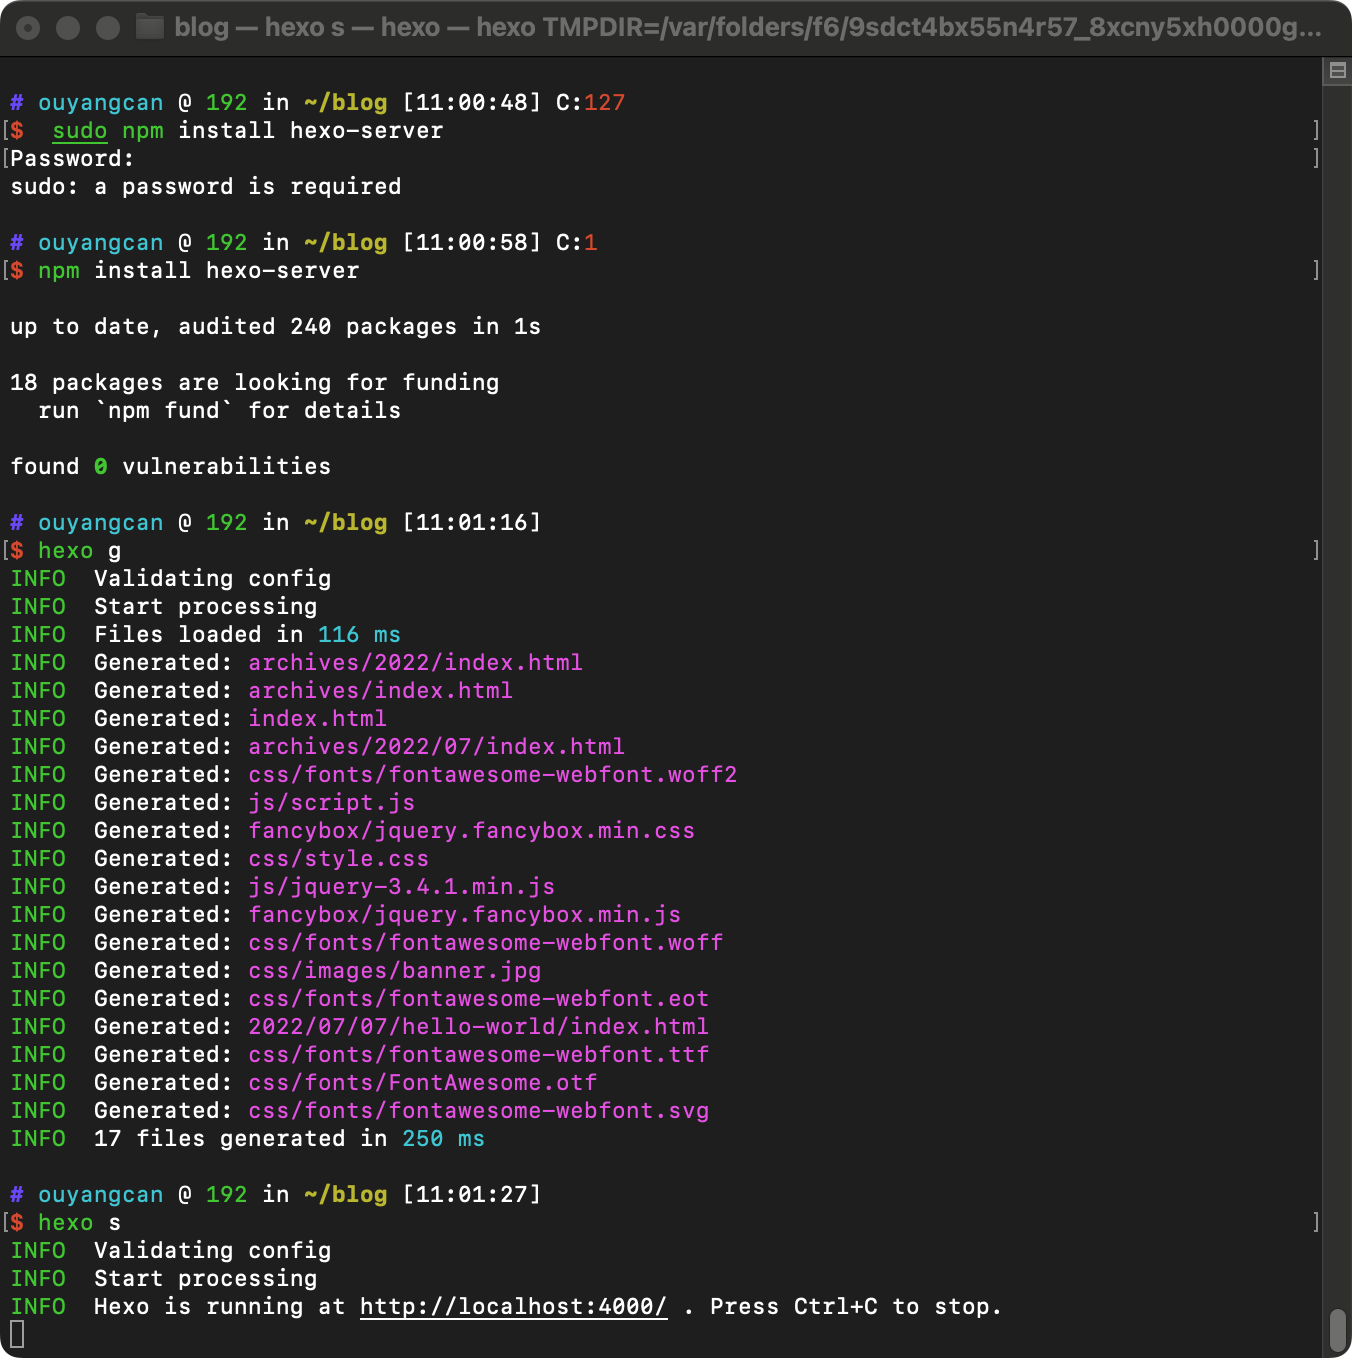 blog — hexo s — hexo — hexo TMPDIR=/var/folders/f6/9sdct4bx55n4r57_8xcny5xh0000g...
# ouyangcan @ 192 in ~/blog [11:00:48] C:127
[$  sudo npm install hexo-server ]
[Password: ]
sudo: a password is required
# ouyangcan @ 192 in ~/blog [11:00:58] C:1
[$ npm install hexo-server ]
up to date, audited 240 packages in 1s
18 packages are looking for funding
  run `npm fund` for details
found 0 vulnerabilities
# ouyangcan @ 192 in ~/blog [11:01:16]
[$ hexo g ]
INFO  Validating config
INFO  Start processing
INFO  Files loaded in 116 ms
INFO  Generated: archives/2022/index.html
INFO  Generated: archives/index.html
INFO  Generated: index.html
INFO  Generated: archives/2022/07/index.html
INFO  Generated: css/fonts/fontawesome-webfont.woff2
INFO  Generated: js/script.js
INFO  Generated: fancybox/jquery.fancybox.min.css
INFO  Generated: css/style.css
INFO  Generated: js/jquery-3.4.1.min.js
INFO  Generated: fancybox/jquery.fancybox.min.js
INFO  Generated: css/fonts/fontawesome-webfont.woff
INFO  Generated: css/images/banner.jpg
INFO  Generated: css/fonts/fontawesome-webfont.eot
INFO  Generated: 2022/07/07/hello-world/index.html
INFO  Generated: css/fonts/fontawesome-webfont.ttf
INFO  Generated: css/fonts/FontAwesome.otf
INFO  Generated: css/fonts/fontawesome-webfont.svg
INFO  17 files generated in 250 ms
# ouyangcan @ 192 in ~/blog [11:01:27]
[$ hexo s ]
INFO  Validating config
INFO  Start processing
INFO  Hexo is running at http://localhost:4000/ . Press Ctrl+C to stop.